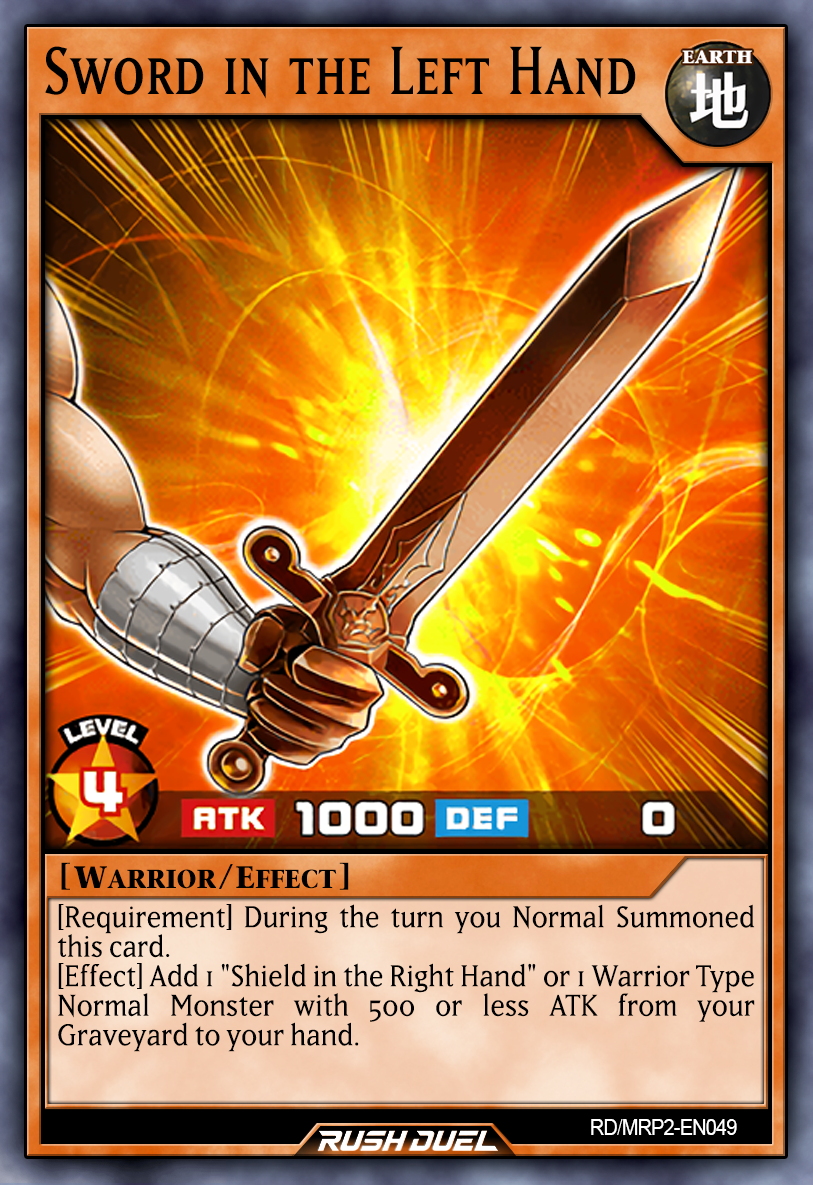 Sword in the Left Hand
EARTH
地
LEVEL
4
ATK 1000 DEF 0
[Warrior/Effect]
[Requirement] During the turn you Normal Summoned
this card.
[Effect] Add 1 "Shield in the Right Hand" or 1 Warrior Type
Normal Monster with 500 or less ATK from your
Graveyard to your hand.
RD/MRP2-EN049
RUSH DUEL